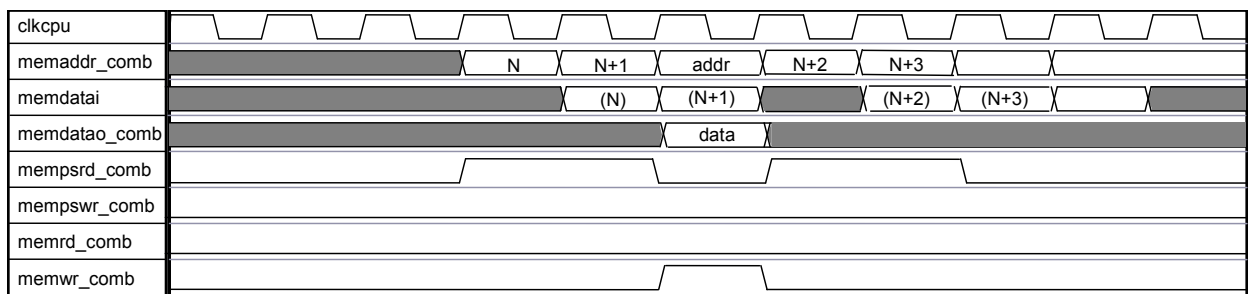 clkcpu
memaddr_comb N N+1 addr N+2 N+3
memdatai (N) (N+1) (N+2) (N+3)
memdatao_comb data
mempsrd_comb
mempswr_comb
memrd_comb
memwr_comb